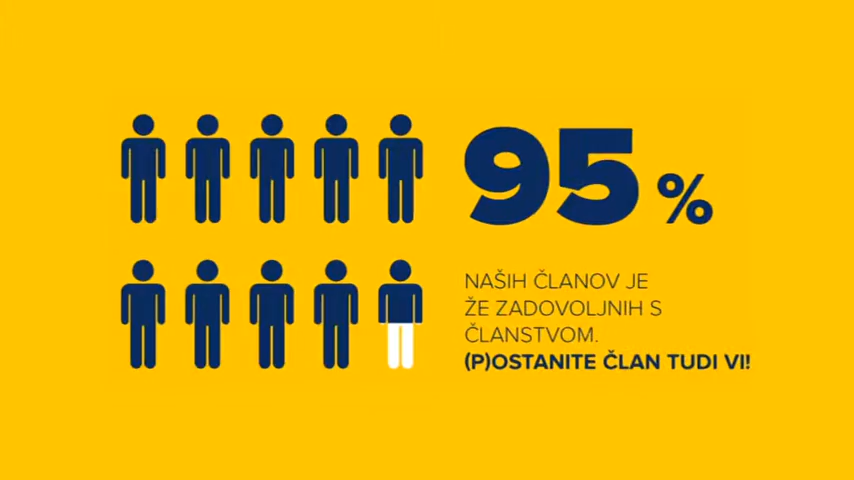 95 %
NAŠIH ČLANOV JE
ŽE ZADOVOLJNIH S
ČLANSTVOM.
(P)OSTANITE ČLAN TUDI VI!